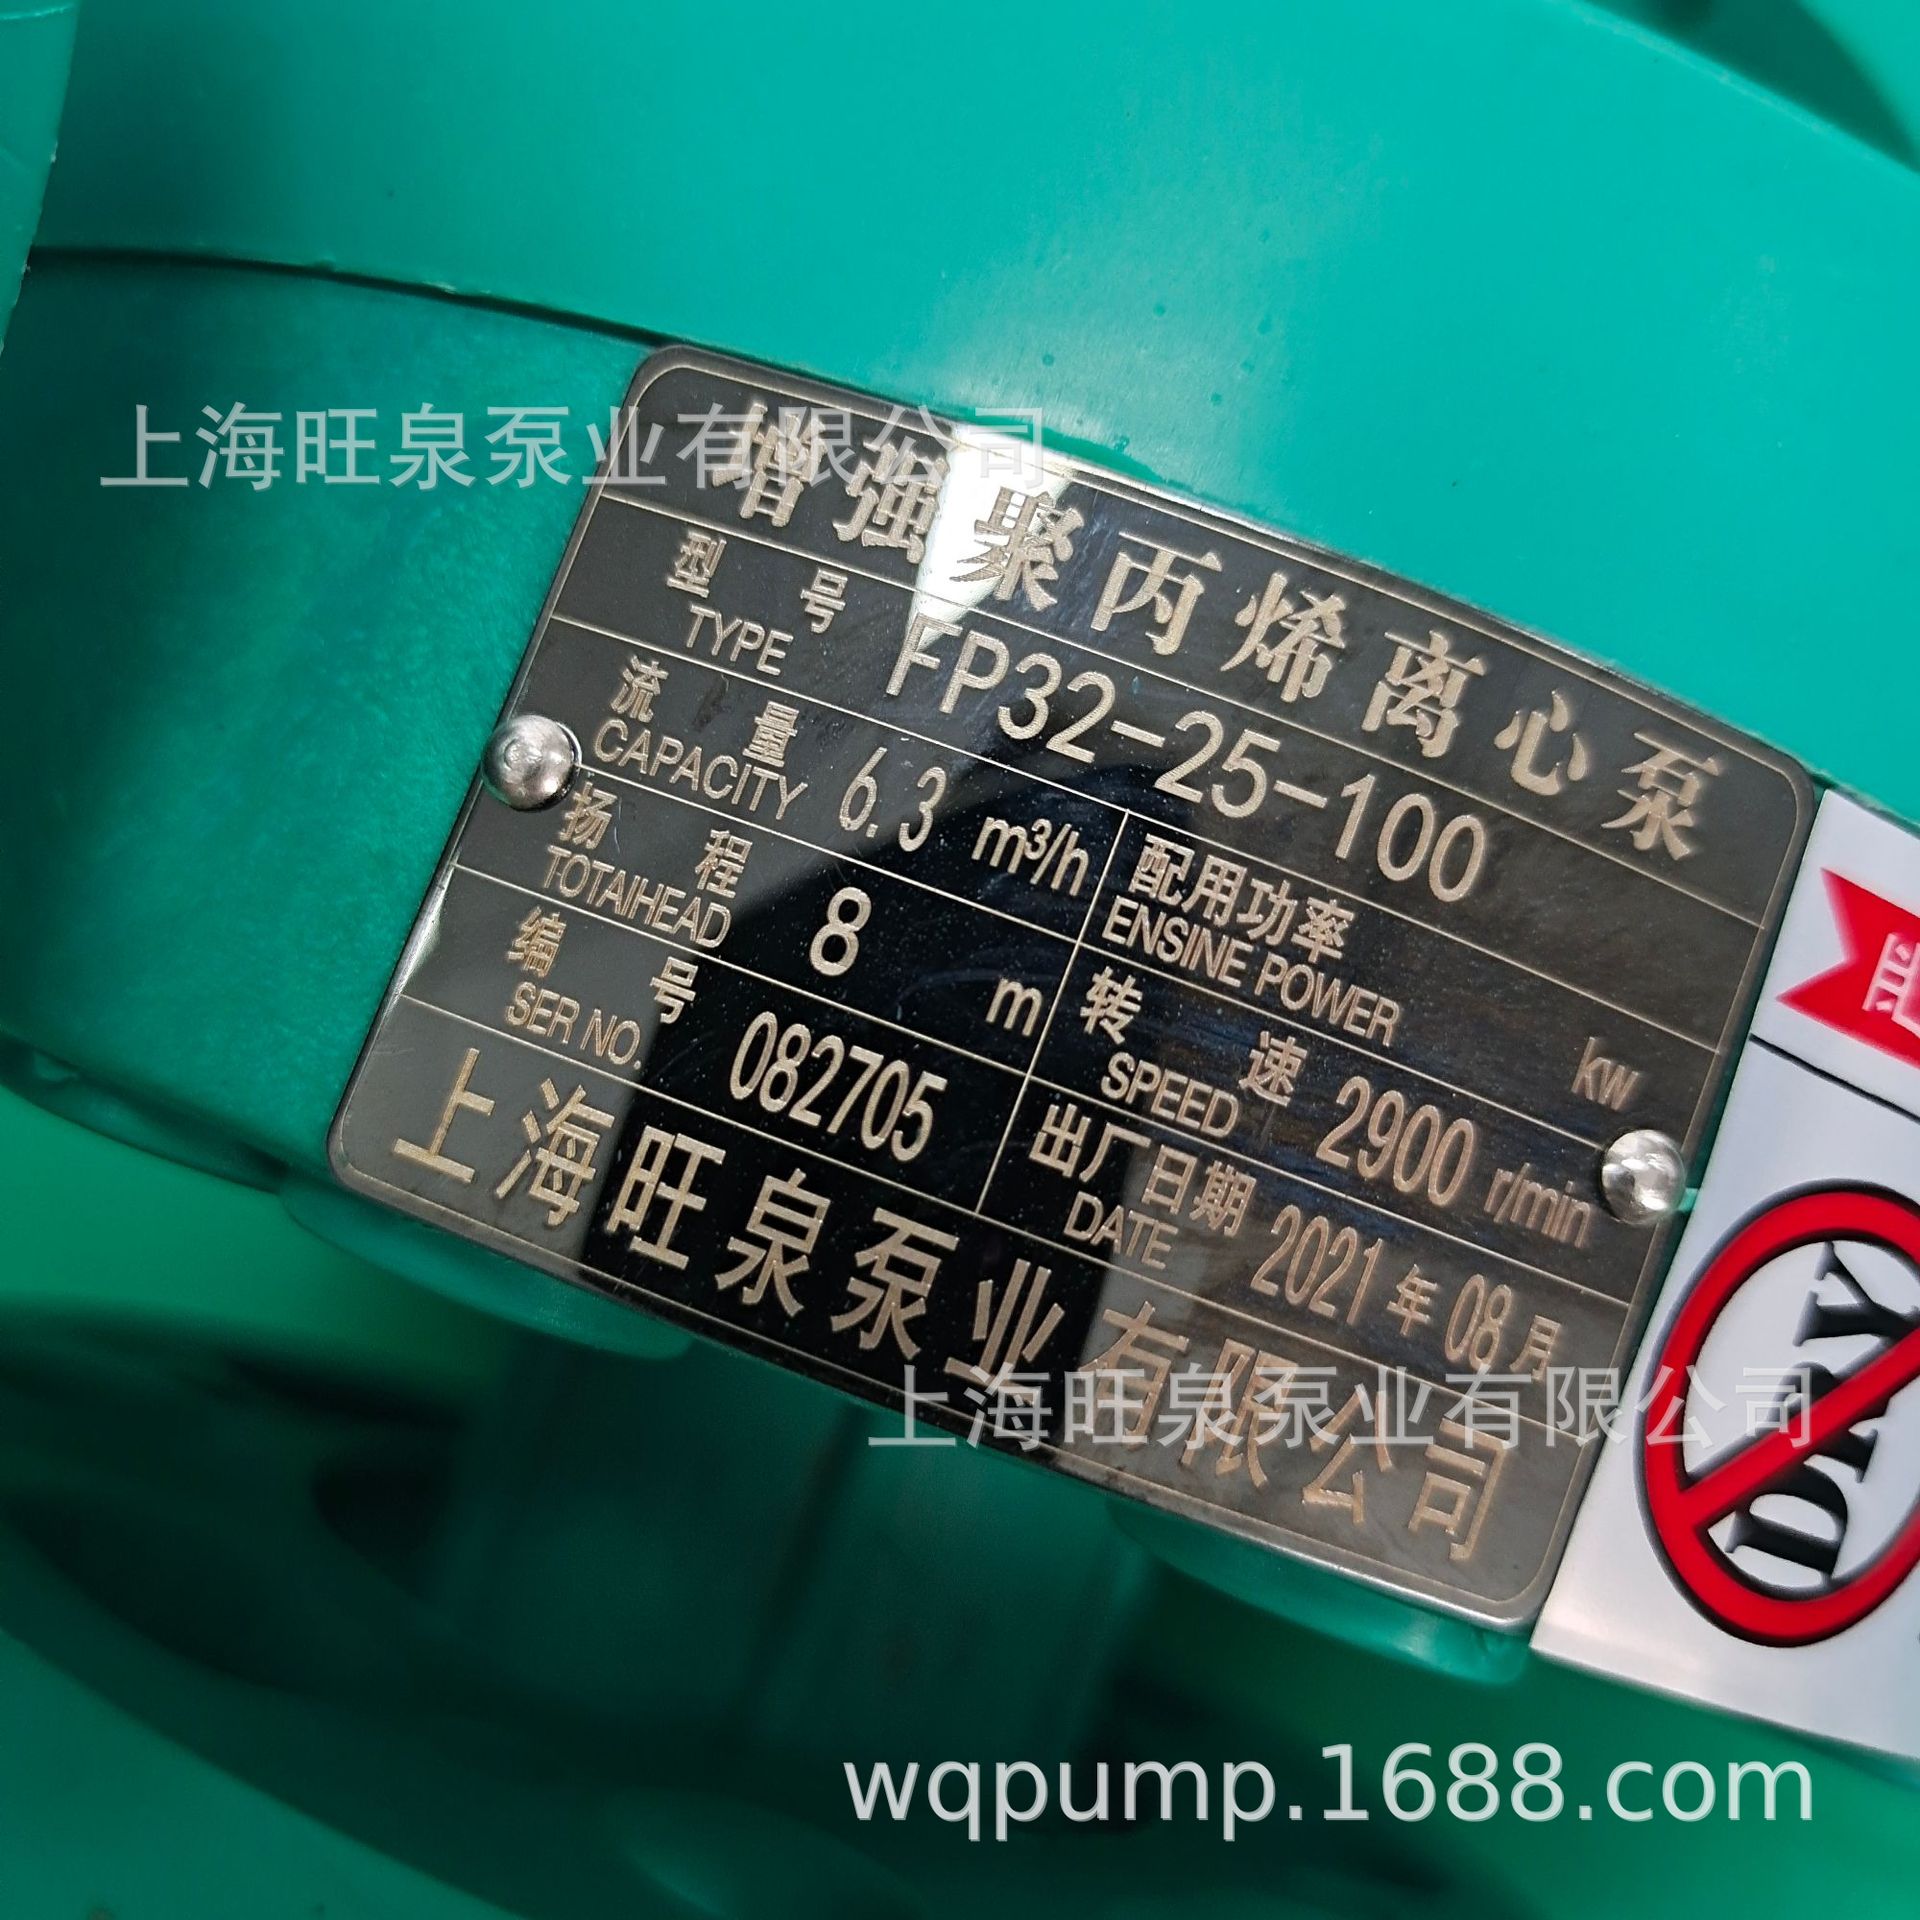 上海旺泉泵业有限公司
增强聚丙烯离心泵
型号 TYPE FP32-25-100
流量 CAPACITY 6.3 m³/h
配用功率 ENSINE POWER kw
扬程 TOTAIHEAD 8 m
转速 SPEED 2900 r/min
编号 SER NO. 082705
出厂日期 DATE 2021年08月
上海旺泉泵业有限公司
上海旺泉泵业有限公司
DRY
wqpump.1688.com